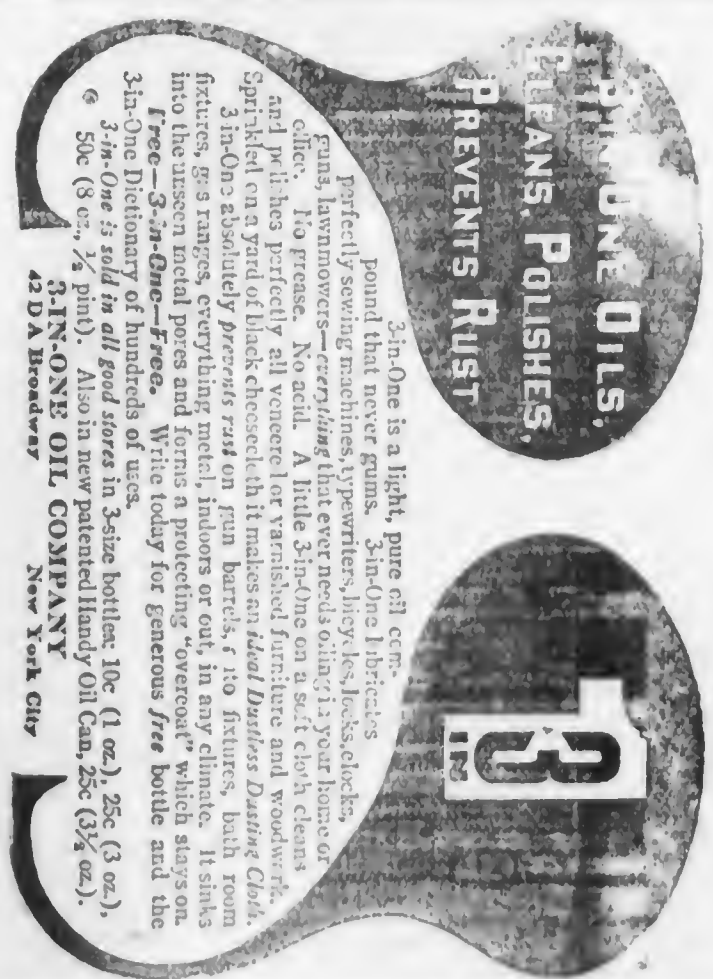 3-IN-ONE OILS,
CLEANS, POLISHES,
PREVENTS RUST
3
IN
1
3-in-One is a light, pure oil com-
pound that never gums. 3-in-One lubricates
perfectly sewing machines, typewriters, bicycles, locks, clocks,
guns, lawnmowers—everything that ever needs oiling in your home or
office. No grease. No acid. A little 3-in-One on a soft cloth cleans
and polishes perfectly all veneered or varnished furniture and woodwork.
Sprinkled on a yard of black cheesecloth it makes an ideal Dustless Dusting Cloth.
3-in-One absolutely prevents rust on gun barrels, auto fixtures, bath room
fixtures, gas ranges, everything metal, indoors or out, in any climate. It sinks
into the unseen metal pores and forms a protecting "overcoat" which stays on.
Free—3-in-One—Free. Write today for generous free bottle and the
3-in-One Dictionary of hundreds of uses.
3-in-One is sold in all good stores in 3-size bottles: 10c (1 oz.), 25c (3 oz.),
50c (8 oz., ½ pint). Also in new patented Handy Oil Can, 25c (3½ oz.).
3-IN-ONE OIL COMPANY
42 D A Broadway New York City